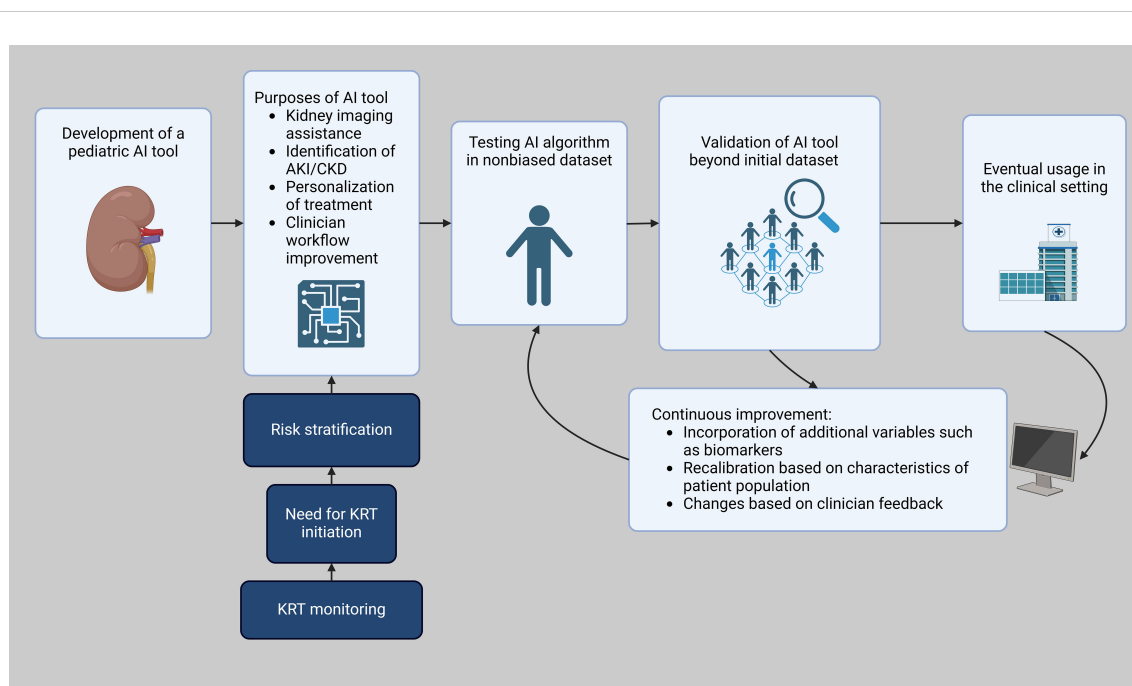 Development of a
pediatric AI tool
Purposes of AI tool
• Kidney imaging
assistance
• Identification of
AKI/CKD
• Personalization
of treatment
• Clinician
workflow
improvement
Testing AI algorithm
in nonbiased dataset
Validation of AI tool
beyond initial dataset
Eventual usage in
the clinical setting
Risk stratification
Need for KRT
initiation
KRT monitoring
Continuous improvement:
• Incorporation of additional variables such
as biomarkers
• Recalibration based on characteristics of
patient population
• Changes based on clinician feedback